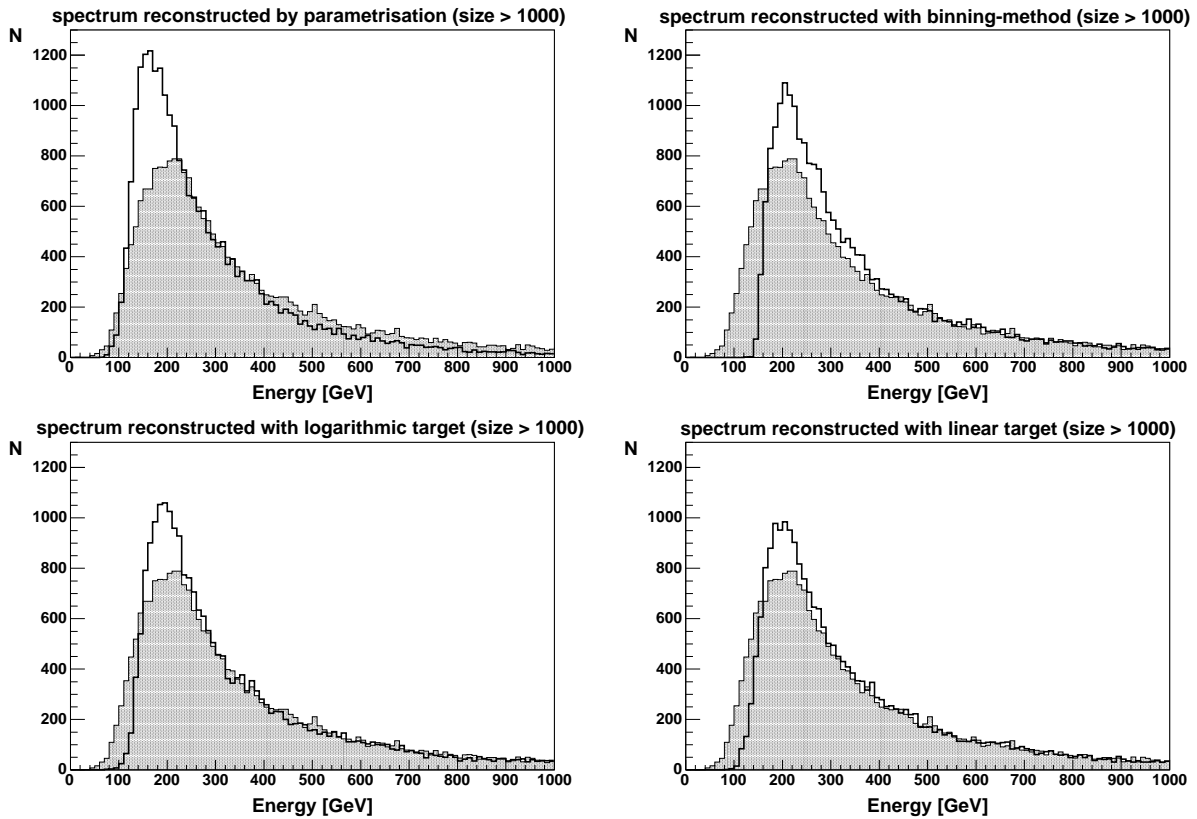 spectrum reconstructed by parametrisation (size > 1000)
N
1200
1000
800
600
400
200
0
0 100 200 300 400 500 600 700 800 900 1000
Energy [GeV]
spectrum reconstructed with binning-method (size > 1000)
N
1200
1000
800
600
400
200
0
0 100 200 300 400 500 600 700 800 900 1000
Energy [GeV]
spectrum reconstructed with logarithmic target (size > 1000)
N
1200
1000
800
600
400
200
0
0 100 200 300 400 500 600 700 800 900 1000
Energy [GeV]
spectrum reconstructed with linear target (size > 1000)
N
1200
1000
800
600
400
200
0
0 100 200 300 400 500 600 700 800 900 1000
Energy [GeV]